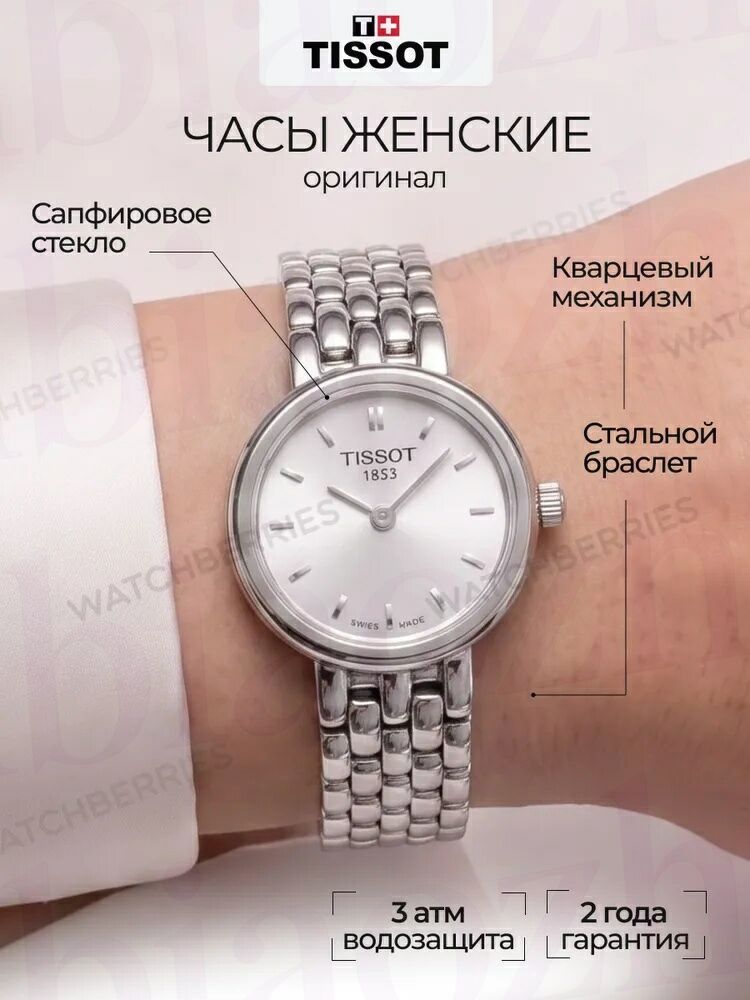 TISSOT
ЧАСЫ ЖЕНСКИЕ
оригинал
Сапфировое
стекло
Кварцевый
механизм
Стальной
браслет
TISSOT
1853
SWISS MADE
WATCHBERRIES
WATCHBERRIES
WATCHBERRIES
WATCHBERRIES
3 атм
водозащита
2 года
гарантия